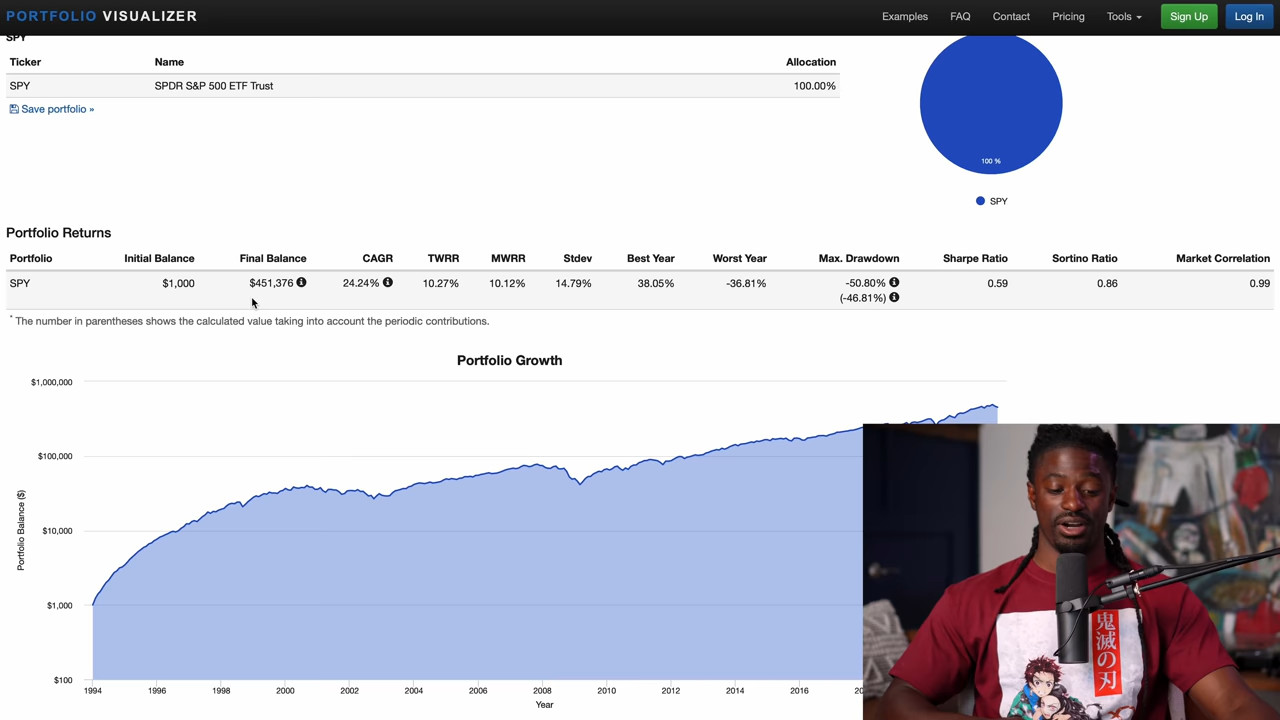 PORTFOLIO VISUALIZER Examples FAQ Contact Pricing Tools Sign Up Log In
SPY
Ticker Name Allocation
SPY SPDR S&P 500 ETF Trust 100.00%
Save portfolio »
100 %
SPY
Portfolio Returns
Portfolio Initial Balance Final Balance CAGR TWRR MWRR Stdev Best Year Worst Year Max. Drawdown Sharpe Ratio Sortino Ratio Market Correlation
SPY $1,000 $451,376 24.24% 10.27% 10.12% 14.79% 38.05% -36.81% -50.80% 0.59 0.86 0.99
(-46.81%)
* The number in parentheses shows the calculated value taking into account the periodic contributions.
Portfolio Growth
$1,000,000
$100,000
$10,000
$1,000
$100
Portfolio Balance ($)
1994 1996 1998 2000 2002 2004 2006 2008 2010 2012 2014 2016
Year
鬼滅の刃